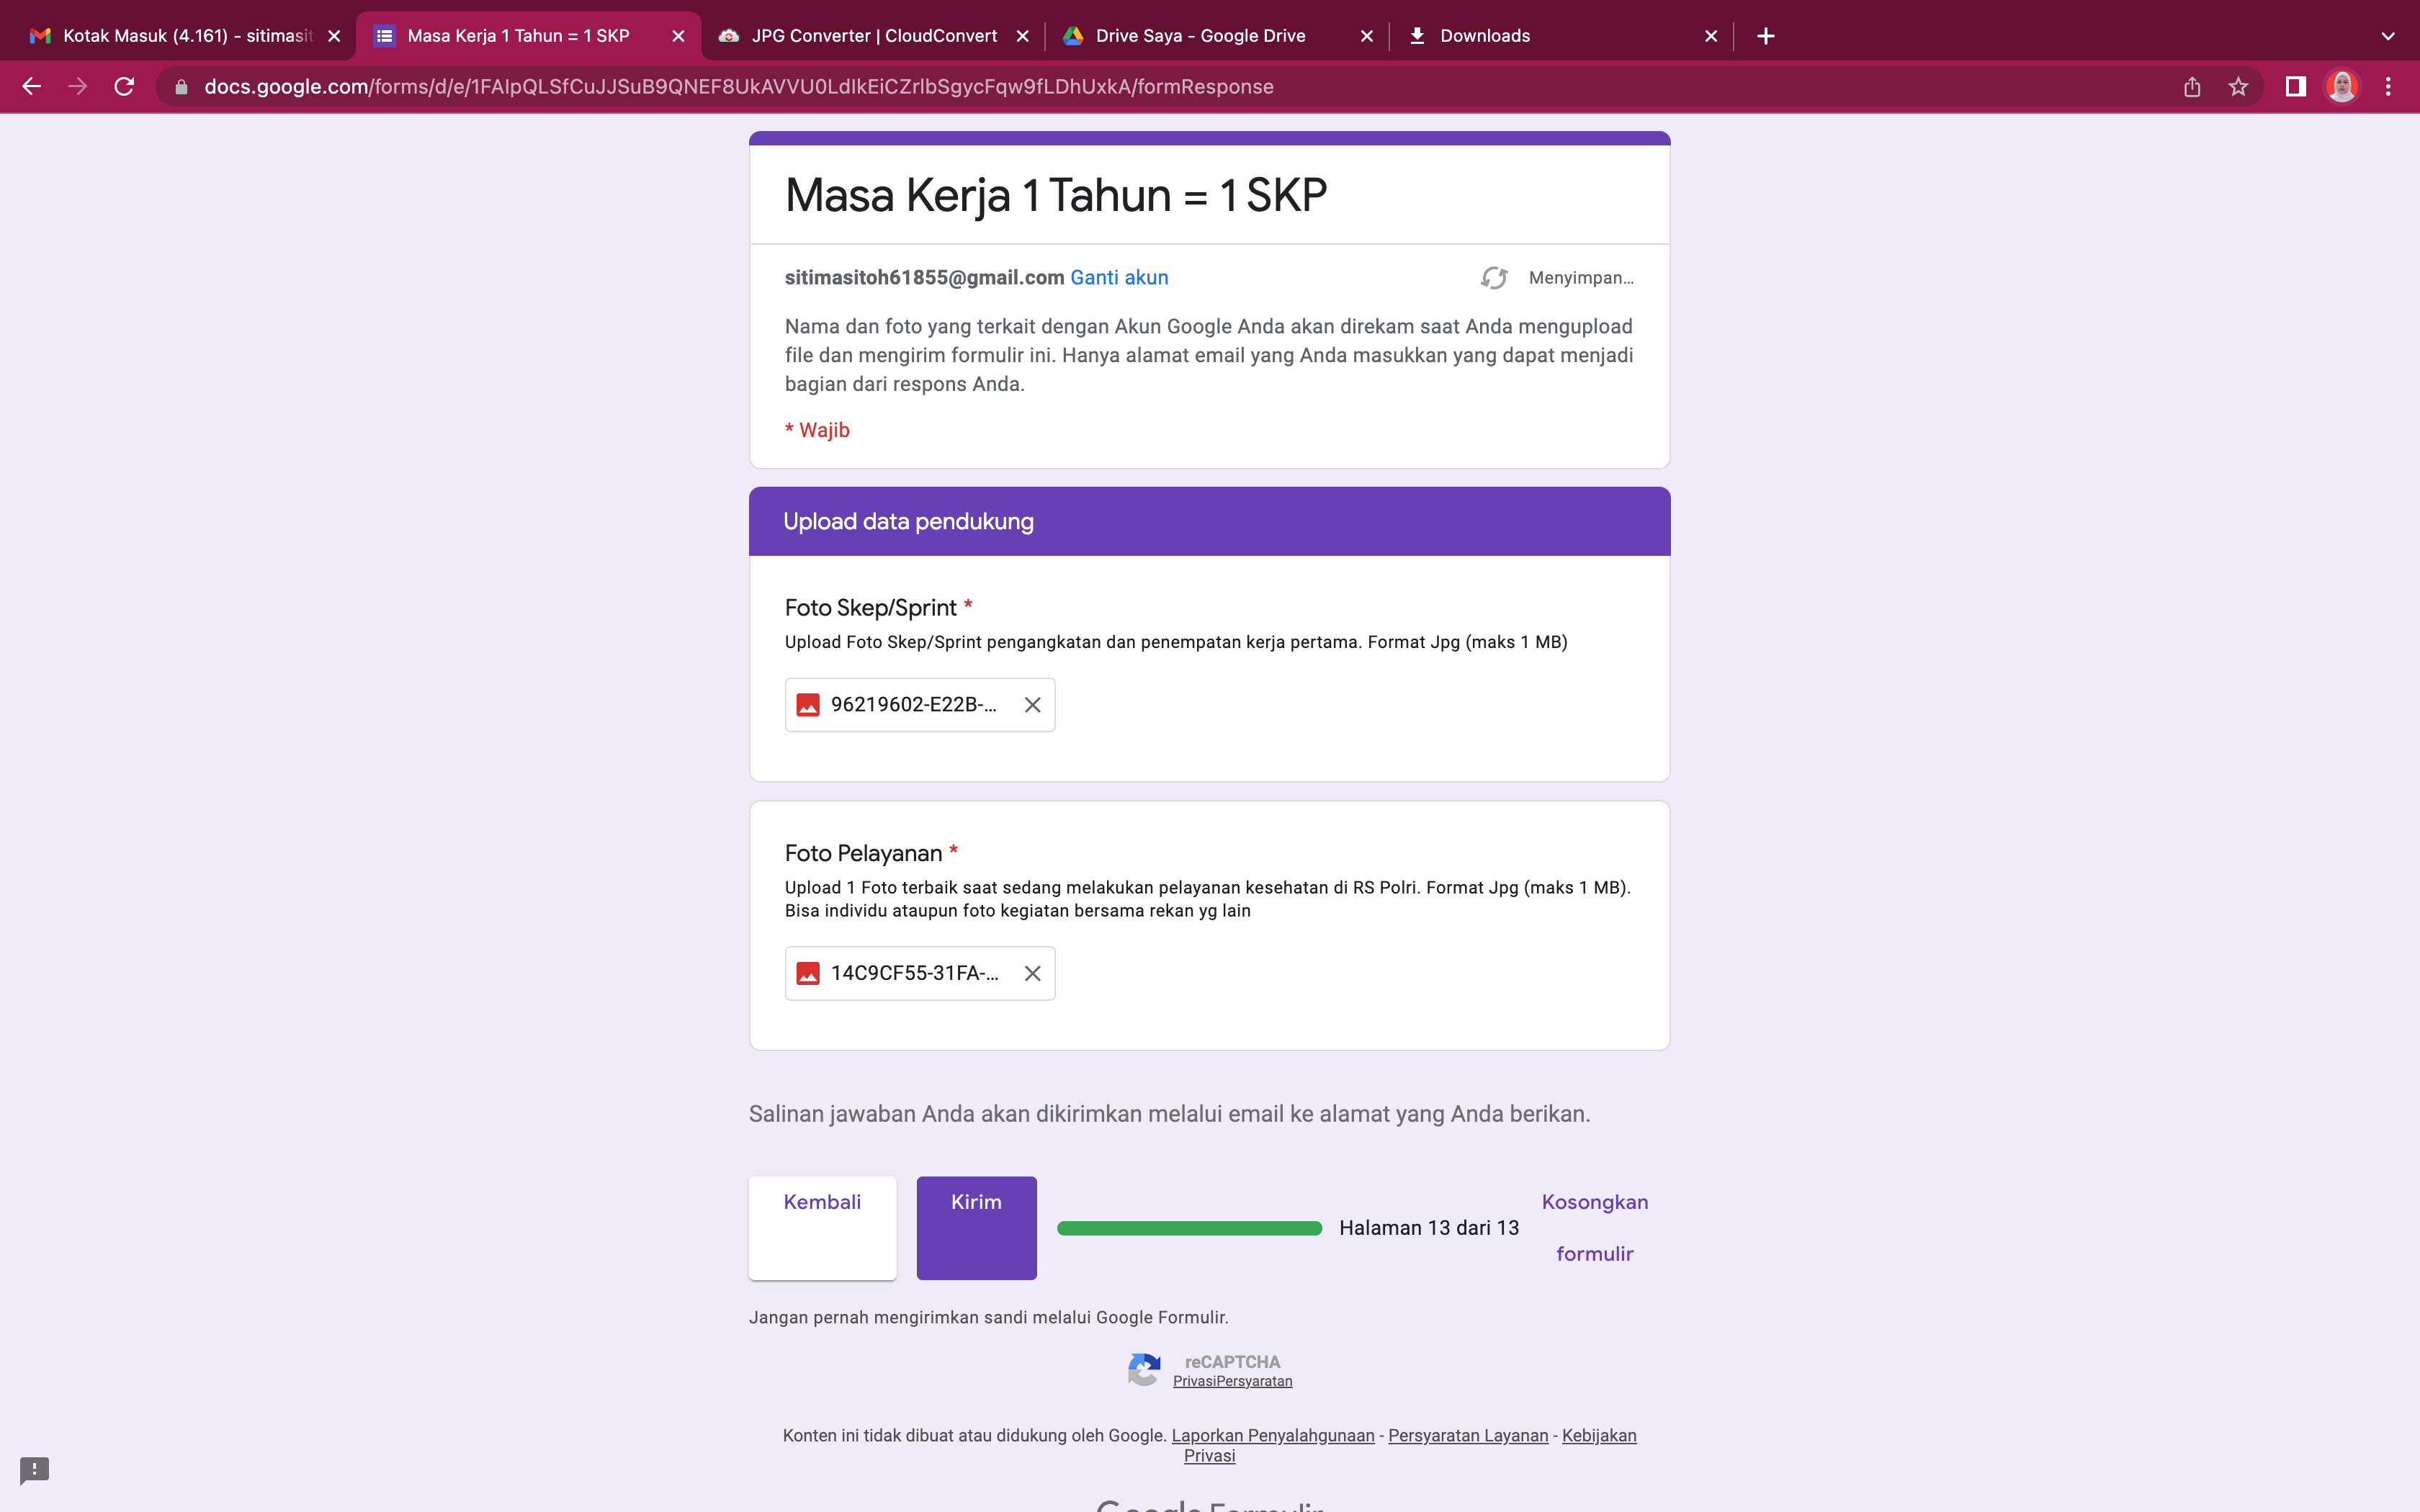 Kotak Masuk (4.161) - sitimasit
Masa Kerja 1 Tahun = 1 SKP
JPG Converter | CloudConvert
Drive Saya - Google Drive
Downloads
docs.google.com/forms/d/e/1FAIpQLSfCuJJSuB9QNEF8UkAVVU0LdIkEiCZrlbSgycFqw9fLDhUxkA/formResponse
Masa Kerja 1 Tahun = 1 SKP
sitimasitoh61855@gmail.com Ganti akun
Menyimpan...
Nama dan foto yang terkait dengan Akun Google Anda akan direkam saat Anda mengupload
file dan mengirim formulir ini. Hanya alamat email yang Anda masukkan yang dapat menjadi
bagian dari respons Anda.
* Wajib
Upload data pendukung
Foto Skep/Sprint *
Upload Foto Skep/Sprint pengangkatan dan penempatan kerja pertama. Format Jpg (maks 1 MB)
96219602-E22B-...
Foto Pelayanan *
Upload 1 Foto terbaik saat sedang melakukan pelayanan kesehatan di RS Polri. Format Jpg (maks 1 MB).
Bisa individu ataupun foto kegiatan bersama rekan yg lain
14C9CF55-31FA-...
Salinan jawaban Anda akan dikirimkan melalui email ke alamat yang Anda berikan.
Kembali
Kirim
Halaman 13 dari 13
Kosongkan
formulir
Jangan pernah mengirimkan sandi melalui Google Formulir.
reCAPTCHA
PrivasiPersyaratan
Konten ini tidak dibuat atau didukung oleh Google. Laporkan Penyalahgunaan - Persyaratan Layanan - Kebijakan
Privasi
Google Formulir